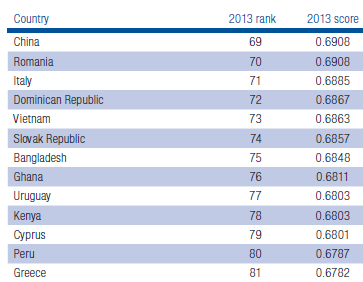 Country 2013 rank 2013 score
China 69 0.6908
Romania 70 0.6908
Italy 71 0.6885
Dominican Republic 72 0.6867
Vietnam 73 0.6863
Slovak Republic 74 0.6857
Bangladesh 75 0.6848
Ghana 76 0.6811
Uruguay 77 0.6803
Kenya 78 0.6803
Cyprus 79 0.6801
Peru 80 0.6787
Greece 81 0.6782